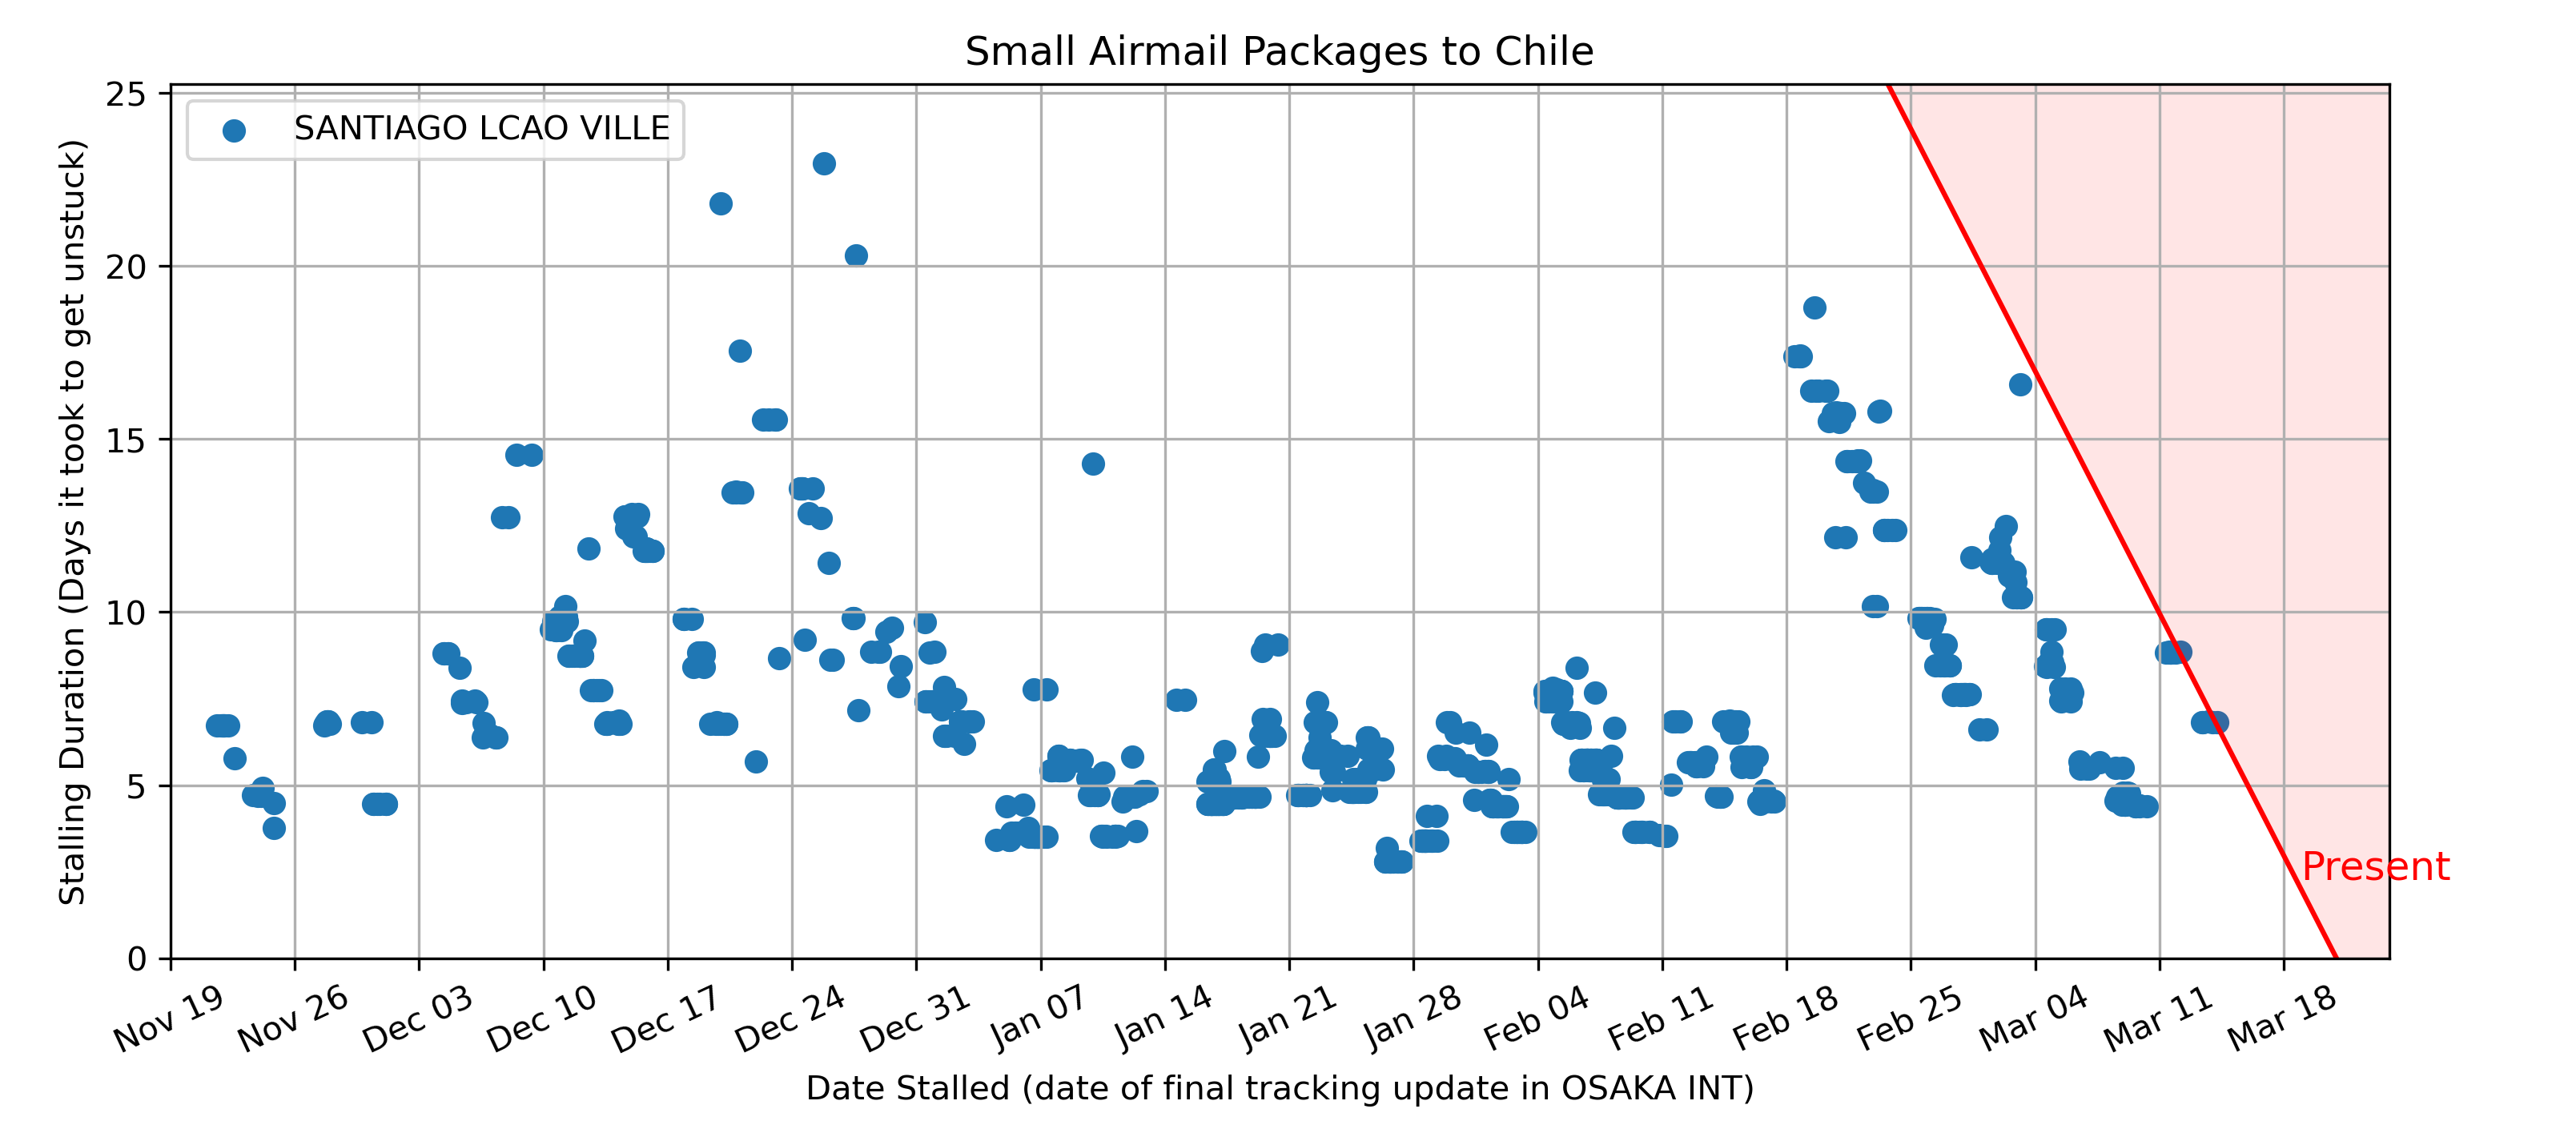 Small Airmail Packages to Chile
SANTIAGO LCAO VILLE
Stalling Duration (Days it took to get unstuck)
25
20
15
10
5
0
Present
Nov 19 Nov 26 Dec 03 Dec 10 Dec 17 Dec 24 Dec 31 Jan 07 Jan 14 Jan 21 Jan 28 Feb 04 Feb 11 Feb 18 Feb 25 Mar 04 Mar 11 Mar 18
Date Stalled (date of final tracking update in OSAKA INT)